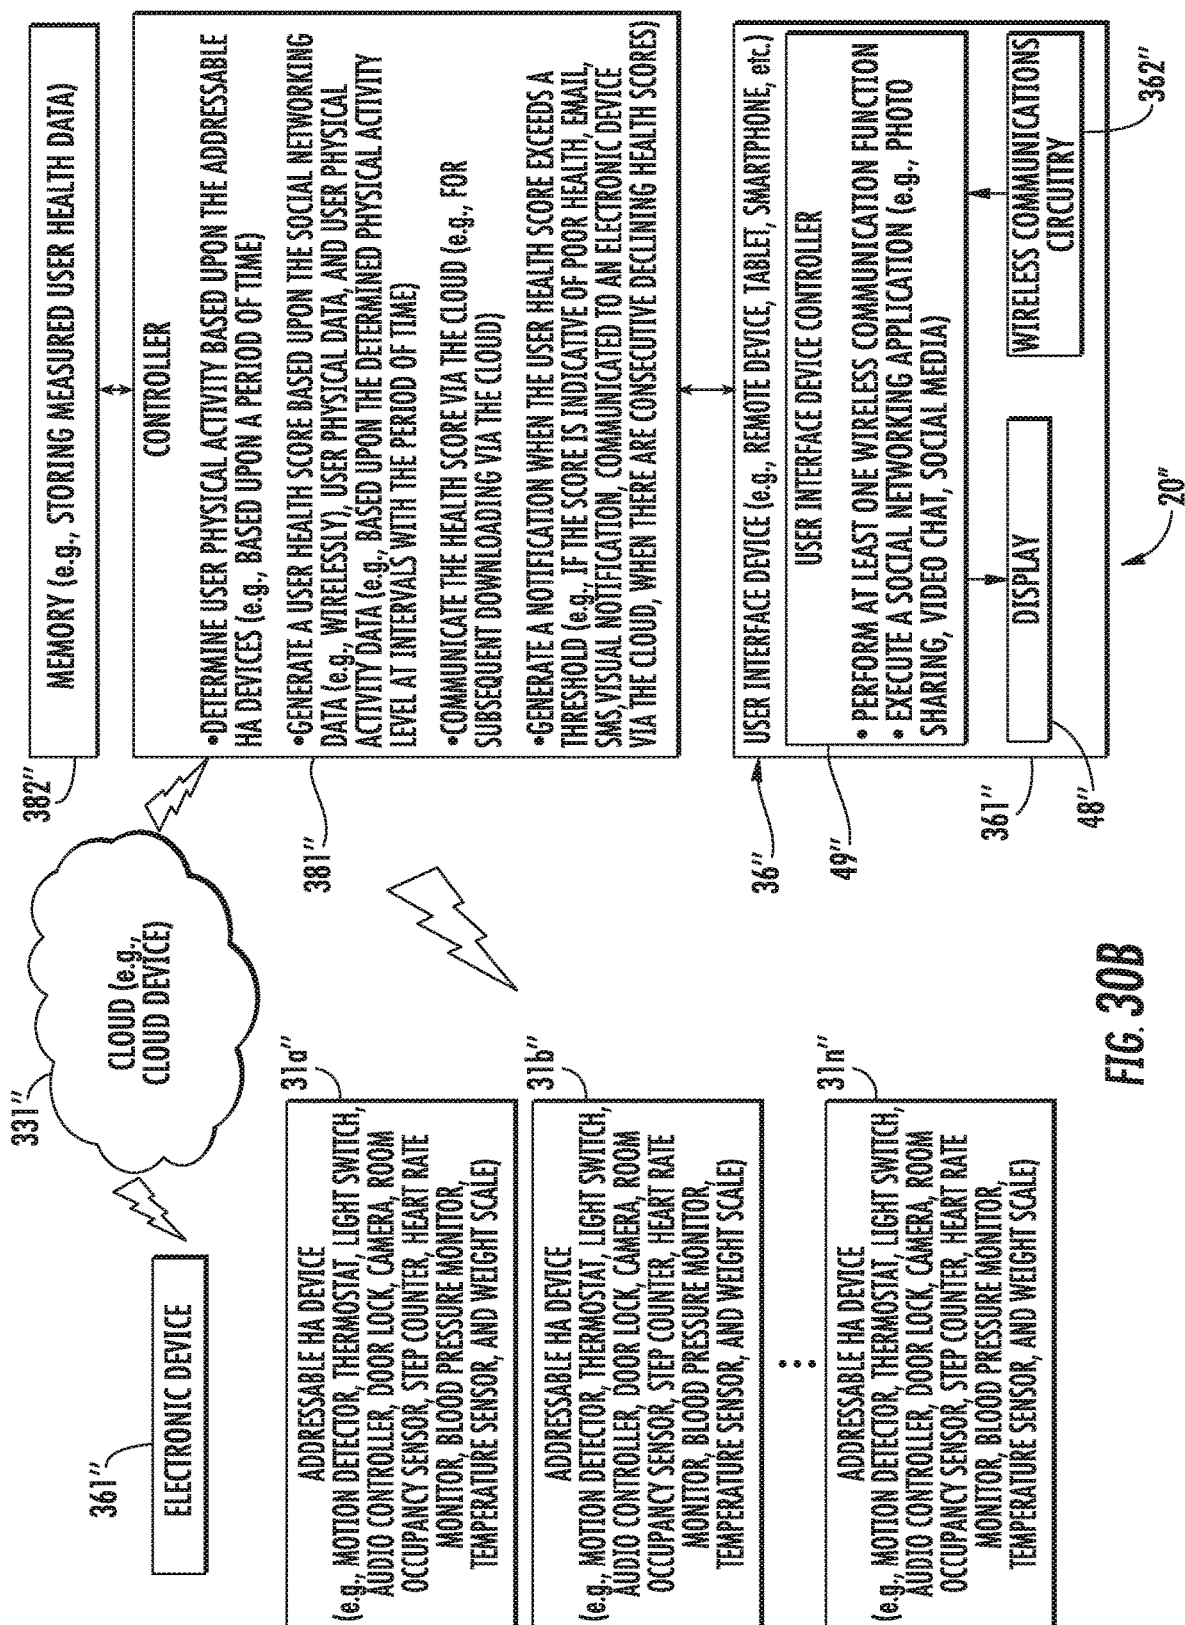 361''
ELECTRONIC DEVICE
331''
CLOUD (e.g.,
CLOUD DEVICE)
382''
MEMORY (e.g., STORING MEASURED USER HEALTH DATA)
ADDRESSABLE HA DEVICE
(e.g., MOTION DETECTOR, THERMOSTAT, LIGHT SWITCH,
AUDIO CONTROLLER, DOOR LOCK, CAMERA, ROOM
OCCUPANCY SENSOR, STEP COUNTER, HEART RATE
MONITOR, BLOOD PRESSURE MONITOR,
TEMPERATURE SENSOR, AND WEIGHT SCALE)
31a''
ADDRESSABLE HA DEVICE
(e.g., MOTION DETECTOR, THERMOSTAT, LIGHT SWITCH,
AUDIO CONTROLLER, DOOR LOCK, CAMERA, ROOM
OCCUPANCY SENSOR, STEP COUNTER, HEART RATE
MONITOR, BLOOD PRESSURE MONITOR,
TEMPERATURE SENSOR, AND WEIGHT SCALE)
31b''
•••
ADDRESSABLE HA DEVICE
(e.g., MOTION DETECTOR, THERMOSTAT, LIGHT SWITCH,
AUDIO CONTROLLER, DOOR LOCK, CAMERA, ROOM
OCCUPANCY SENSOR, STEP COUNTER, HEART RATE
MONITOR, BLOOD PRESSURE MONITOR,
TEMPERATURE SENSOR, AND WEIGHT SCALE)
31n''
381''
CONTROLLER
•DETERMINE USER PHYSICAL ACTIVITY BASED UPON THE ADDRESSABLE
HA DEVICES (e.g., BASED UPON A PERIOD OF TIME)
•GENERATE A USER HEALTH SCORE BASED UPON THE SOCIAL NETWORKING
DATA (e.g., WIRELESSLY), USER PHYSICAL DATA, AND USER PHYSICAL
ACTIVITY DATA (e.g., BASED UPON THE DETERMINED PHYSICAL ACTIVITY
LEVEL AT INTERVALS WITH THE PERIOD OF TIME)
•COMMUNICATE THE HEALTH SCORE VIA THE CLOUD (e.g., FOR
SUBSEQUENT DOWNLOADING VIA THE CLOUD)
•GENERATE A NOTIFICATION WHEN THE USER HEALTH SCORE EXCEEDS A
THRESHOLD (e.g., IF THE SCORE IS INDICATIVE OF POOR HEALTH, EMAIL,
SMS,VISUAL NOTIFICATION, COMMUNICATED TO AN ELECTRONIC DEVICE
VIA THE CLOUD, WHEN THERE ARE CONSECUTIVE DECLINING HEALTH SCORES)
36''
USER INTERFACE DEVICE (e.g., REMOTE DEVICE, TABLET, SMARTPHONE, etc.)
49''
USER INTERFACE DEVICE CONTROLLER
• PERFORM AT LEAST ONE WIRELESS COMMUNICATION FUNCTION
• EXECUTE A SOCIAL NETWORKING APPLICATION (e.g., PHOTO
SHARING, VIDEO CHAT, SOCIAL MEDIA)
361''
48''
DISPLAY
WIRELESS COMMUNICATIONS
CIRCUITRY
362''
20''
FIG. 30B